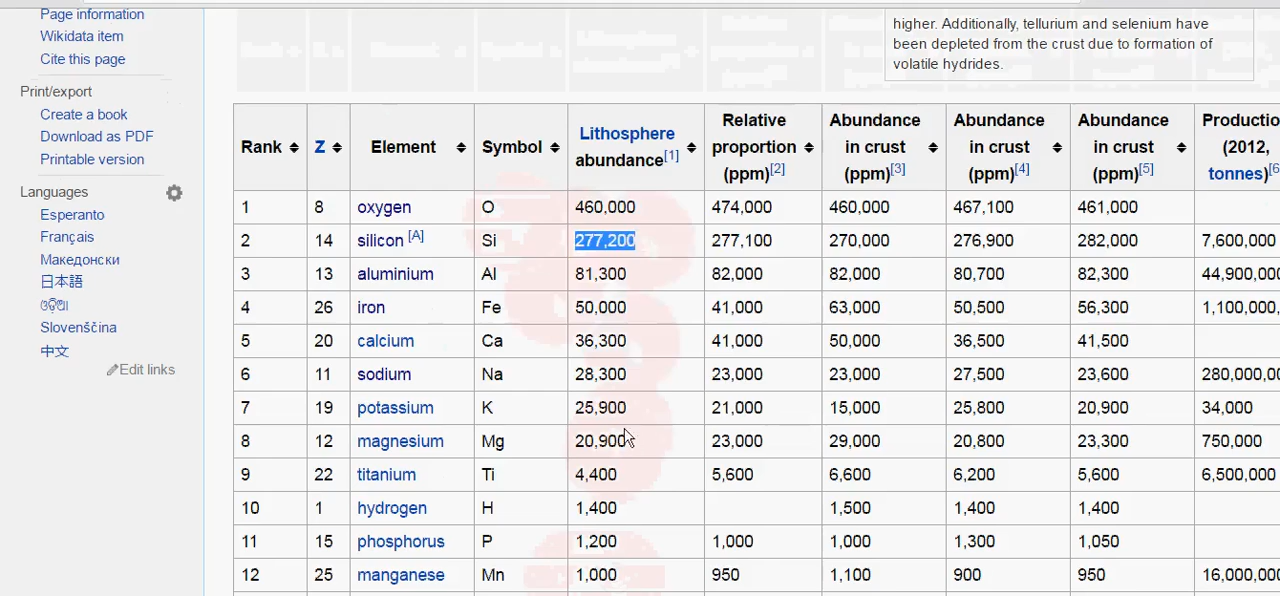 Page information
Wikidata item
Cite this page
Print/export
Create a book
Download as PDF
Printable version
Languages
Esperanto
Français
Македонски
日本語
ଓଡ଼ିଆ
Slovenščina
中文
Edit links
higher. Additionally, tellurium and selenium have
been depleted from the crust due to formation of
volatile hydrides.
Rank Z Element Symbol Lithosphere abundance[1] Relative proportion (ppm)[2] Abundance in crust (ppm)[3] Abundance in crust (ppm)[4] Abundance in crust (ppm)[5] Productio (2012, tonnes)[6
1 8 oxygen O 460,000 474,000 460,000 467,100 461,000
2 14 silicon [A] Si 277,200 277,100 270,000 276,900 282,000 7,600,000
3 13 aluminium Al 81,300 82,000 82,000 80,700 82,300 44,900,000
4 26 iron Fe 50,000 41,000 63,000 50,500 56,300 1,100,000,
5 20 calcium Ca 36,300 41,000 50,000 36,500 41,500
6 11 sodium Na 28,300 23,000 23,000 27,500 23,600 280,000,00
7 19 potassium K 25,900 21,000 15,000 25,800 20,900 34,000
8 12 magnesium Mg 20,900 23,000 29,000 20,800 23,300 750,000
9 22 titanium Ti 4,400 5,600 6,600 6,200 5,600 6,500,000
10 1 hydrogen H 1,400 1,500 1,400 1,400
11 15 phosphorus P 1,200 1,000 1,000 1,300 1,050
12 25 manganese Mn 1,000 950 1,100 900 950 16,000,000